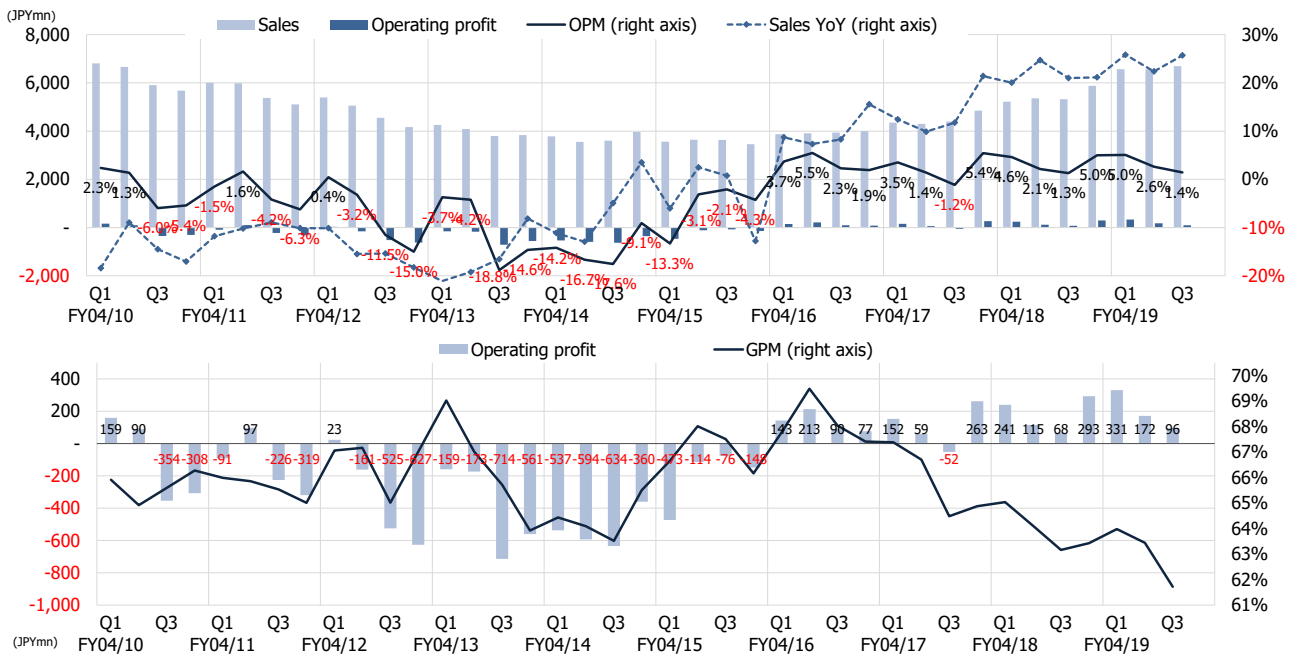 (JPYmn)
Sales Operating profit OPM (right axis) Sales YoY (right axis)
8,000 30%
6,000 20%
4,000 10%
2,000 0%
- -10%
-2,000 -20%
2.3% 1.3% -6.0% -5.4% -1.5% 1.6% -4.2% -6.3% 0.4% -3.2% -11.5% -15.0% -3.7% -4.2% -18.8% -14.6% -14.2% -16.7% -17.6% -9.1% -13.3% -3.1% -2.1% -4.3% 3.7% 5.5% 2.3% 1.9% 3.5% 1.4% -1.2% 5.4% 4.6% 2.1% 1.3% 5.0% 5.0% 2.6% 1.4%
Q1 Q3 Q1 Q3 Q1 Q3 Q1 Q3 Q1 Q3 Q1 Q3 Q1 Q3 Q1 Q3 Q1 Q3 Q1 Q3
FY04/10 FY04/11 FY04/12 FY04/13 FY04/14 FY04/15 FY04/16 FY04/17 FY04/18 FY04/19
Operating profit GPM (right axis)
400 70%
200 69%
- 68%
-200 67%
-400 66%
-600 65%
-800 64%
-1,000 63%
62%
61%
159 90 -354 -308 -91 97 -226 -319 23 -161 -525 -627 -159 -173 -714 -561 -537 -594 -634 -360 -473 -114 -76 -148 143 213 90 77 152 59 -52 263 241 115 68 293 331 172 96
Q1 Q3 Q1 Q3 Q1 Q3 Q1 Q3 Q1 Q3 Q1 Q3 Q1 Q3 Q1 Q3 Q1 Q3 Q1 Q3
(JPYmn) FY04/10 FY04/11 FY04/12 FY04/13 FY04/14 FY04/15 FY04/16 FY04/17 FY04/18 FY04/19